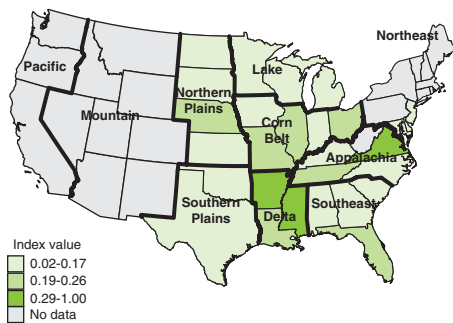 Northeast
Pacific
Lake
Mountain
Northern
Plains
Corn
Belt
Appalachia
Southern
Plains
Delta
Southeast
Index value
0.02-0.17
0.19-0.26
0.29-1.00
No data